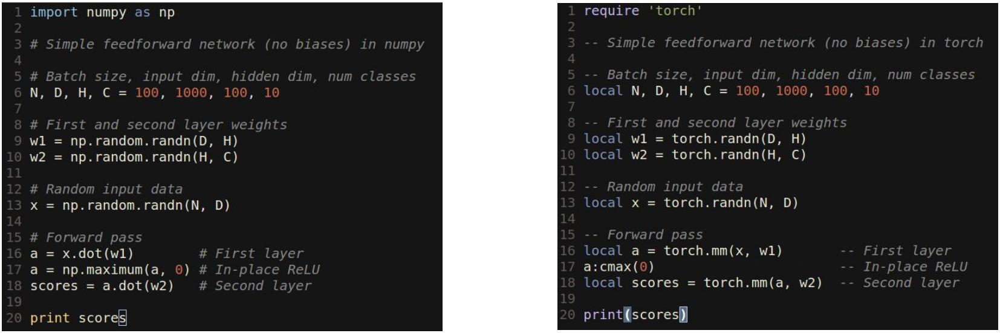 1 import numpy as np
2
3 # Simple feedforward network (no biases) in numpy
4
5 # Batch size, input dim, hidden dim, num classes
6 N, D, H, C = 100, 1000, 100, 10
7
8 # First and second layer weights
9 w1 = np.random.randn(D, H)
10 w2 = np.random.randn(H, C)
11
12 # Random input data
13 x = np.random.randn(N, D)
14
15 # Forward pass
16 a = x.dot(w1)        # First layer
17 a = np.maximum(a, 0) # In-place ReLU
18 scores = a.dot(w2)   # Second layer
19
20 print scores
1 require 'torch'
2
3 -- Simple feedforward network (no biases) in torch
4
5 -- Batch size, input dim, hidden dim, num classes
6 local N, D, H, C = 100, 1000, 100, 10
7
8 -- First and second layer weights
9 local w1 = torch.randn(D, H)
10 local w2 = torch.randn(H, C)
11
12 -- Random input data
13 local x = torch.randn(N, D)
14
15 -- Forward pass
16 local a = torch.mm(x, w1)       -- First layer
17 a:cmax(0)                       -- In-place ReLU
18 local scores = torch.mm(a, w2)  -- Second layer
19
20 print(scores)